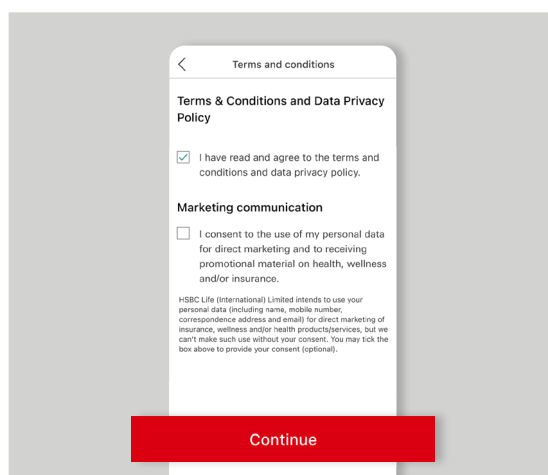 Terms and conditions
Terms & Conditions and Data Privacy
Policy
I have read and agree to the terms and
conditions and data privacy policy.
Marketing communication
I consent to the use of my personal data
for direct marketing and to receiving
promotional material on health, wellness
and/or insurance.
HSBC Life (International) Limited intends to use your
personal data (including name, mobile number,
correspondence address and email) for direct marketing of
insurance, wellness and/or health products/services, but we
can't make such use without your consent. You may tick the
box above to provide your consent (optional).
Continue